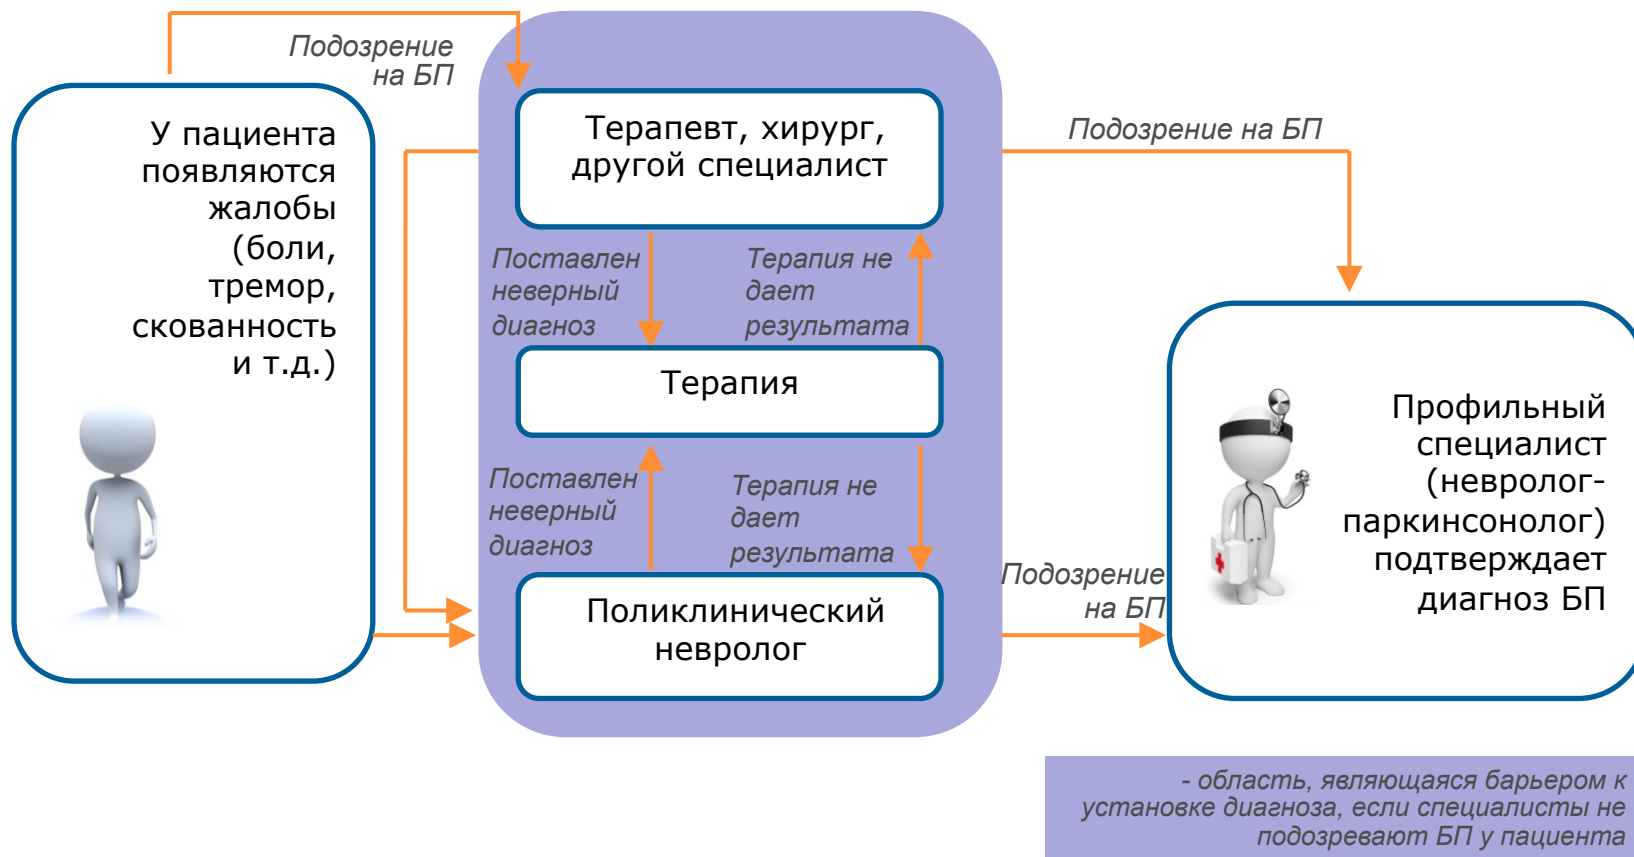 Подозрение
на БП
У пациента
появляются
жалобы
(боли,
тремор,
скованность
и т.д.)
Терапевт, хирург,
другой специалист
Подозрение на БП
Поставлен
неверный
диагноз
Терапия не
дает
результата
Терапия
Поставлен
неверный
диагноз
Терапия не
дает
результата
Поликлинический
невролог
Подозрение
на БП
Профильный
специалист
(невролог-
паркинсонолог)
подтверждает
диагноз БП
- область, являющаяся барьером к
установке диагноза, если специалисты не
подозревают БП у пациента